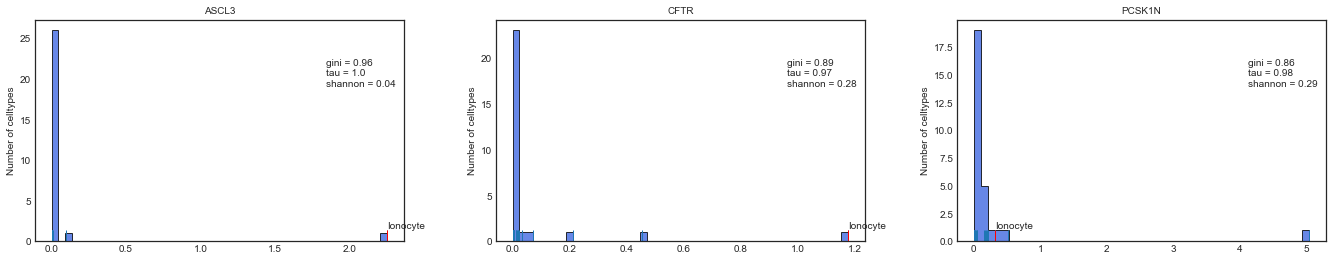 ASCL3
Number of celltypes
25
20
15
10
5
0
gini = 0.96
tau = 1.0
shannon = 0.04
Ionocyte
0.0 0.5 1.0 1.5 2.0
CFTR
20
15
10
5
0
gini = 0.89
tau = 0.97
shannon = 0.28
Ionocyte
0.0 0.2 0.4 0.6 0.8 1.0 1.2
PCSK1N
Number of celltypes
17.5
15.0
12.5
10.0
7.5
5.0
2.5
0.0
gini = 0.86
tau = 0.98
shannon = 0.29
Ionocyte
0 1 2 3 4 5